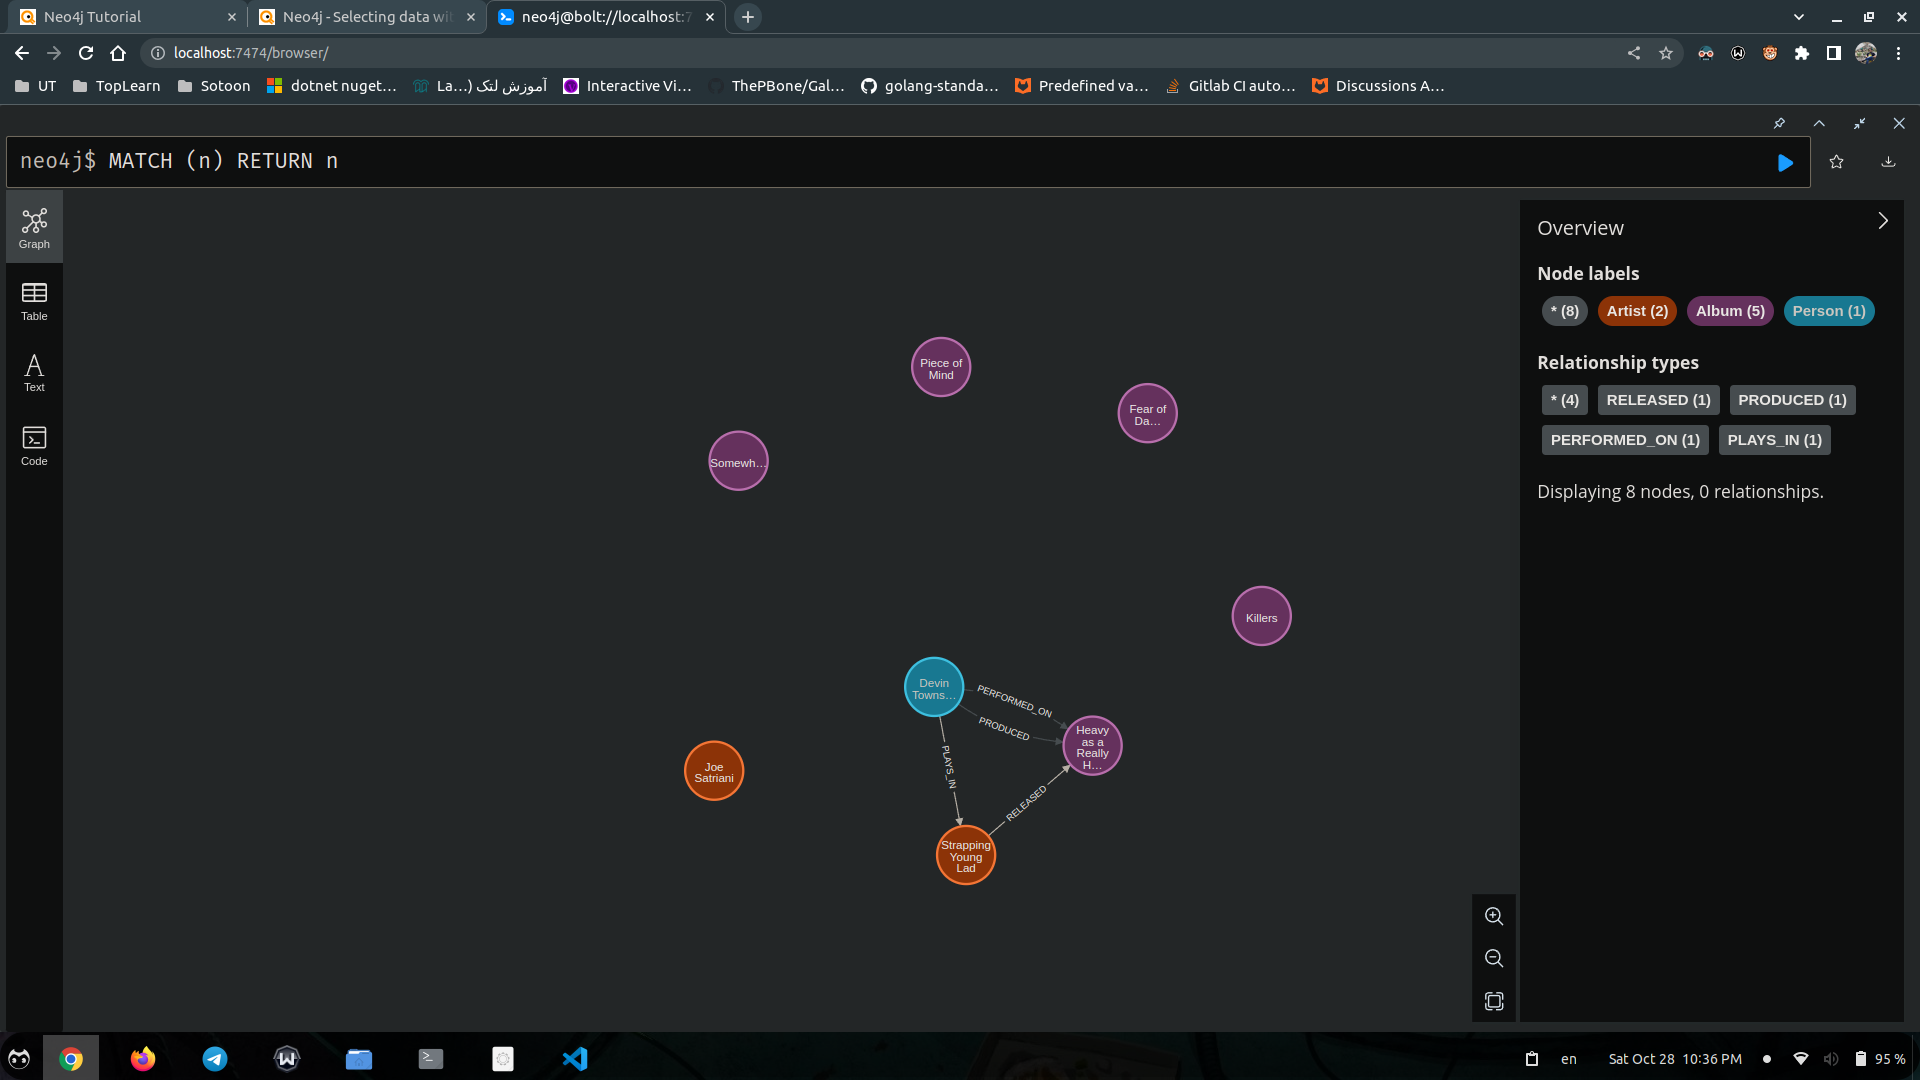 Neo4j Tutorial
Neo4j - Selecting data wit
neo4j@bolt://localhost:7
localhost:7474/browser/
UT
TopLearn
Sotoon
dotnet nuget...
La...) آموزش لتک
Interactive Vi...
ThePBone/Gal...
golang-standa...
Predefined va...
Gitlab CI auto...
Discussions A...
neo4j$ MATCH (n) RETURN n
Graph
Table
Text
Code
Piece of
Mind
Fear of
Da...
Somewh...
Killers
Devin
Towns...
PERFORMED_ON
PRODUCED
Heavy
as a
Really
H...
PLAYS_IN
RELEASED
Joe
Satriani
Strapping
Young
Lad
Overview
Node labels
* (8) Artist (2) Album (5) Person (1)
Relationship types
* (4) RELEASED (1) PRODUCED (1)
PERFORMED_ON (1) PLAYS_IN (1)
Displaying 8 nodes, 0 relationships.
en
Sat Oct 28 10:36 PM
95 %